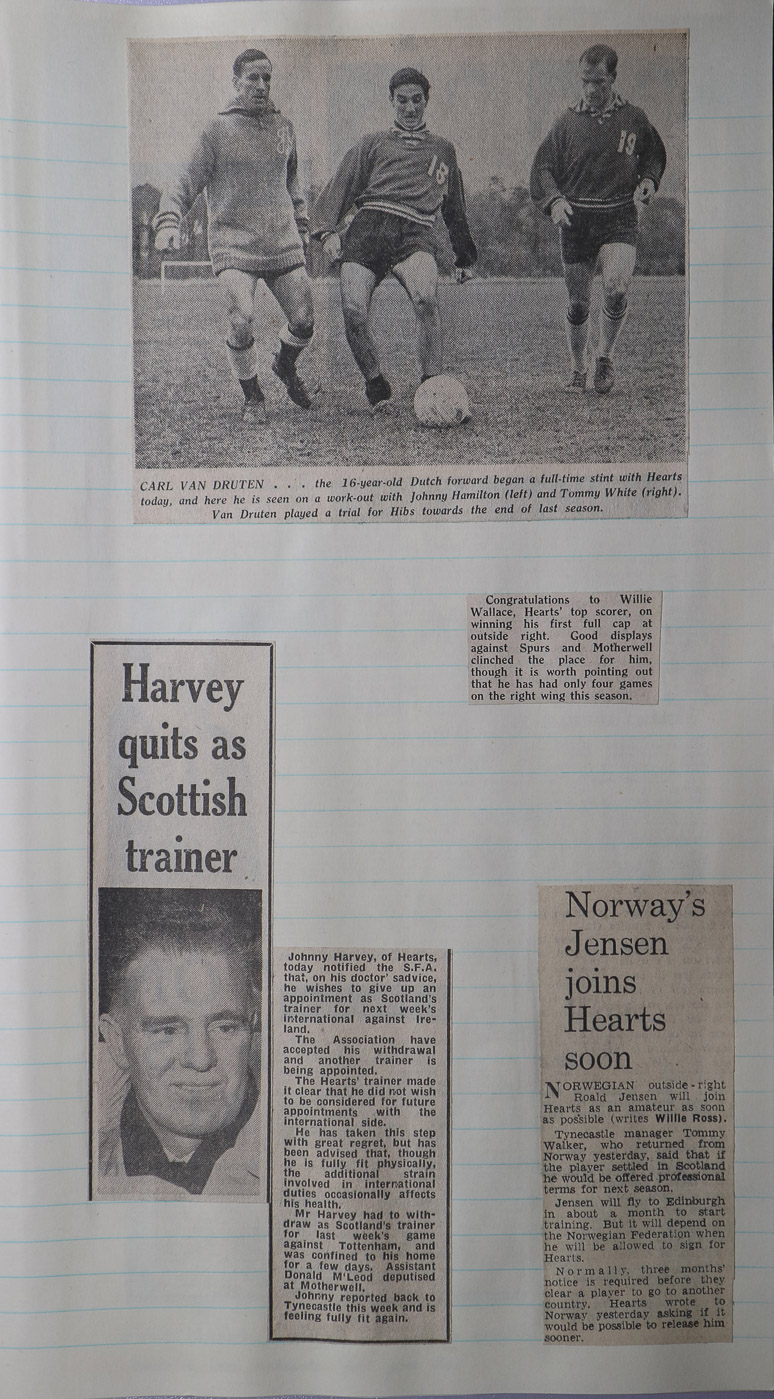 18
19
CARL VAN DRUTEN . . . the 16-year-old Dutch forward began a full-time stint with Hearts
today, and here he is seen on a work-out with Johnny Hamilton (left) and Tommy White (right).
Van Druten played a trial for Hibs towards the end of last season.
Congratulations to Willie
Wallace, Hearts' top scorer, on
winning his first full cap at
outside right. Good displays
against Spurs and Motherwell
clinched the place for him,
though it is worth pointing out
that he has had only four games
on the right wing this season.
Harvey
quits as
Scottish
trainer
Johnny Harvey, of Hearts,
today notified the S.F.A.
that, on his doctor' sadvice,
he wishes to give up an
appointment as Scotland's
trainer for next week's
international against Ire-
land.
The Association have
accepted his withdrawal
and another trainer is
being appointed.
The Hearts' trainer made
it clear that he did not wish
to be considered for future
appointments with the
international side.
He has taken this step
with great regret, but has
been advised that, though
he is fully fit physically,
the additional strain
involved in international
duties occasionally affects
his health.
Mr Harvey had to with-
draw as Scotland's trainer
for last week's game
against Tottenham, and
was confined to his home
for a few days. Assistant
Donald M'Leod deputised
at Motherwell.
Johnny reported back to
Tynecastle this week and is
feeling fully fit again.
Norway's
Jensen
joins
Hearts
soon
NORWEGIAN outside-right
Roald Jensen will join
Hearts as an amateur as soon
as possible (writes Willie Ross).
Tynecastle manager Tommy
Walker, who returned from
Norway yesterday, said that if
the player settled in Scotland
he would be offered professional
terms for next season.
Jensen will fly to Edinburgh
in about a month to start
training. But it will depend on
the Norwegian Federation when
he will be allowed to sign for
Hearts.
Normally, three months'
notice is required before they
clear a player to go to another
country. Hearts wrote to
Norway yesterday asking if it
would be possible to release him
sooner.